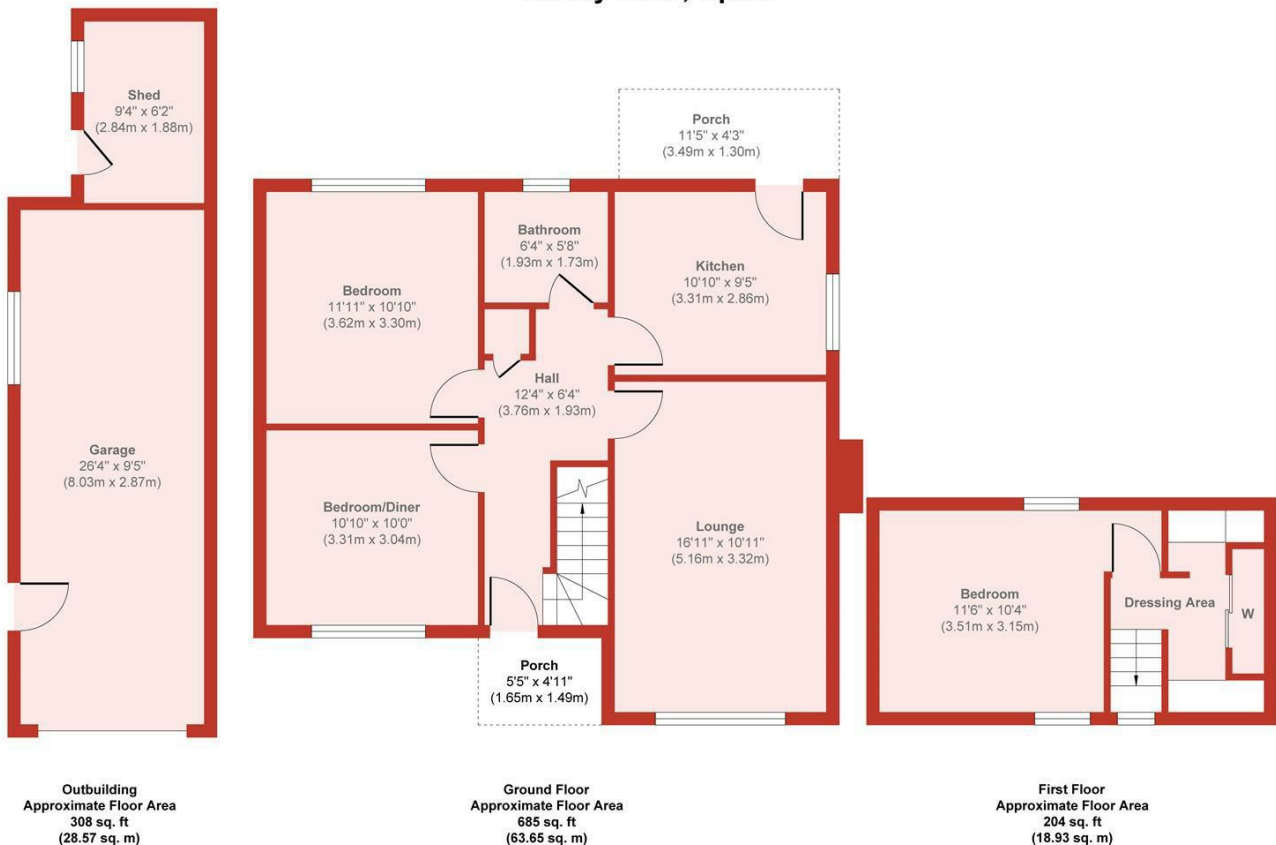 Shed
9'4" x 6'2"
(2.84m x 1.88m)
Porch
11'5" x 4'3"
(3.49m x 1.30m)
Bathroom
6'4" x 5'8"
(1.93m x 1.73m)
Kitchen
10'10" x 9'5"
(3.31m x 2.86m)
Bedroom
11'11" x 10'10"
(3.62m x 3.30m)
Hall
12'4" x 6'4"
(3.76m x 1.93m)
Garage
26'4" x 9'5"
(8.03m x 2.87m)
Bedroom/Diner
10'10" x 10'0"
(3.31m x 3.04m)
Lounge
16'11" x 10'11"
(5.16m x 3.32m)
Bedroom
11'6" x 10'4"
(3.51m x 3.15m)
Dressing Area
W
Porch
5'5" x 4'11"
(1.65m x 1.49m)
Outbuilding
Approximate Floor Area
308 sq. ft
(28.57 sq. m)
Ground Floor
Approximate Floor Area
685 sq. ft
(63.65 sq. m)
First Floor
Approximate Floor Area
204 sq. ft
(18.93 sq. m)